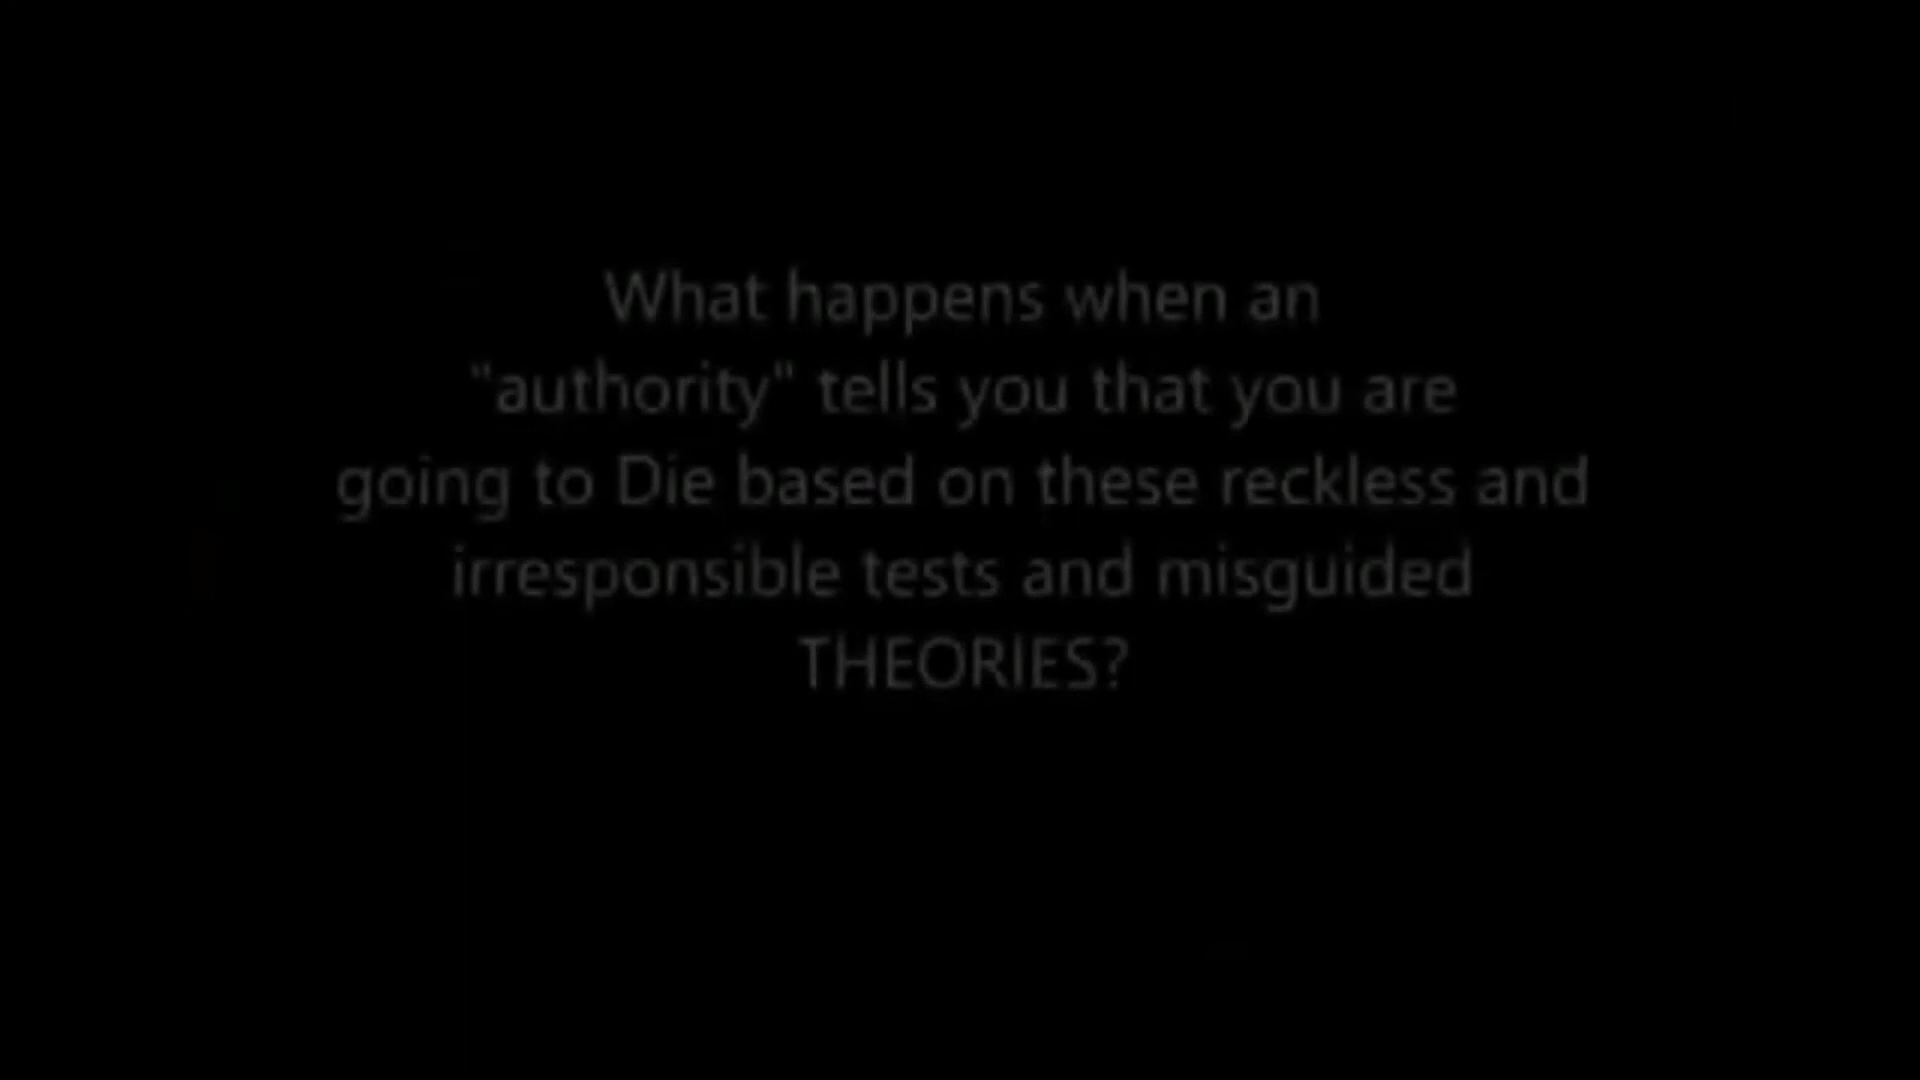 What happens when an
"authority" tells you that you are
going to Die based on these reckless and
irresponsible tests and misguided
THEORIES?